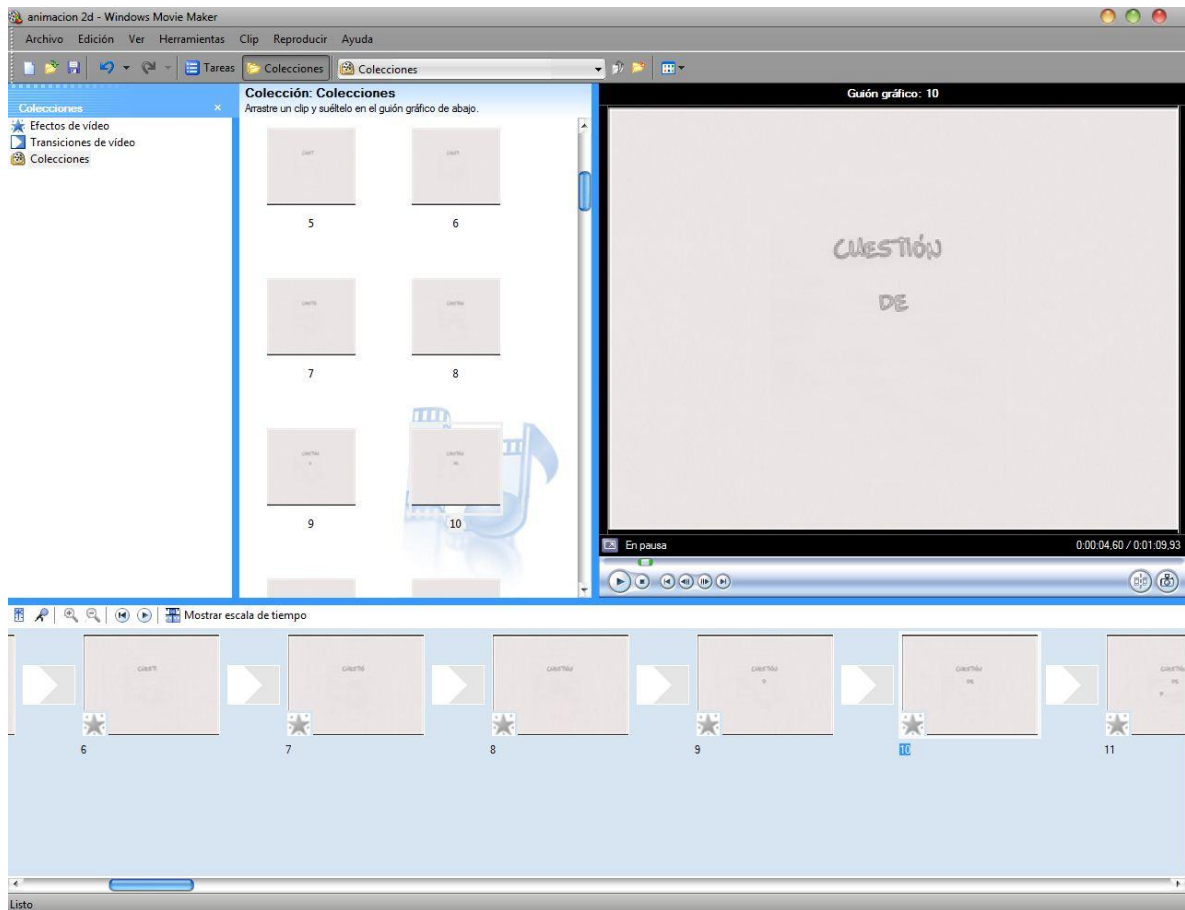 animacion 2d - Windows Movie Maker
Archivo Edición Ver Herramientas Clip Reproducir Ayuda
Tareas Colecciones Colecciones
Colecciones ×
Efectos de vídeo
Transiciones de vídeo
Colecciones
Colección: Colecciones
Arrastre un clip y suéltelo en el guión gráfico de abajo.
5 6
7 8
9 10
Guión gráfico: 10
CUESTIÓN
DE
En pausa 0:00:04,60 / 0:01:09,93
Mostrar escala de tiempo
6 7 8 9 10 11
Listo